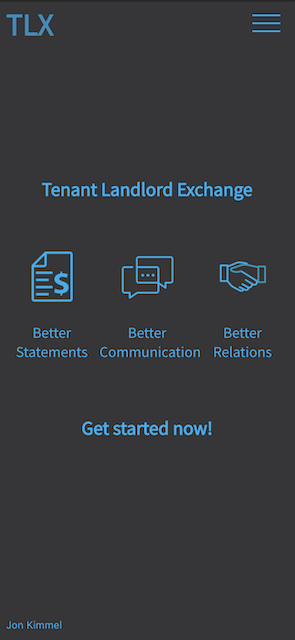 TLX
Tenant Landlord Exchange
$
Better
Statements
Better
Communication
Better
Relations
Get started now!
Jon Kimmel